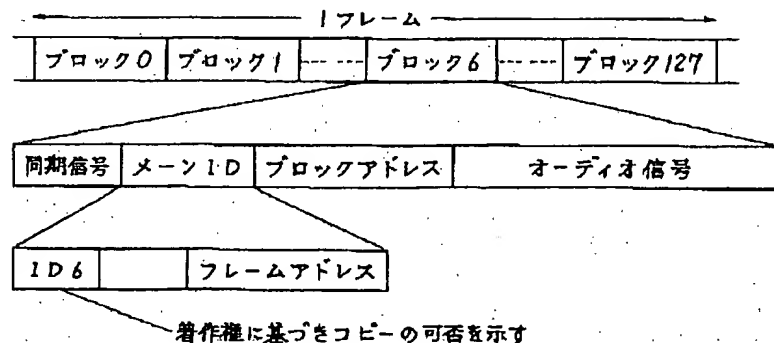 1フレーム
ブロック0 ブロック1 ブロック6 ブロック127
同期信号 メーンID ブロックアドレス オーディオ信号
ID6 フレームアドレス
著作権に基づきコピーの可否を示す